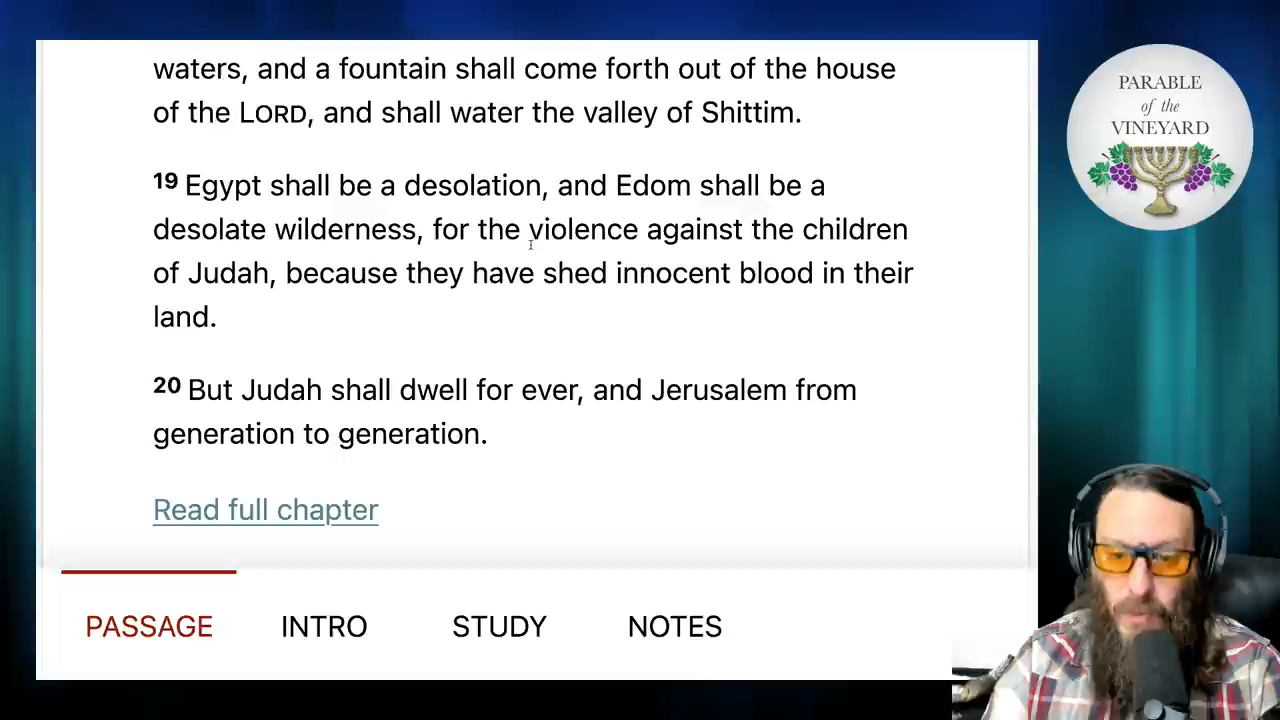 waters, and a fountain shall come forth out of the house
of the LORD, and shall water the valley of Shittim.
19 Egypt shall be a desolation, and Edom shall be a
desolate wilderness, for the violence against the children
of Judah, because they have shed innocent blood in their
land.
20 But Judah shall dwell for ever, and Jerusalem from
generation to generation.
Read full chapter
PASSAGE INTRO STUDY NOTES
PARABLE
of the
VINEYARD